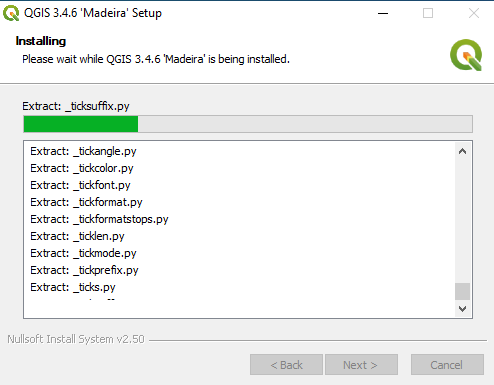 QGIS 3.4.6 'Madeira' Setup
Installing
Please wait while QGIS 3.4.6 'Madeira' is being installed.
Extract: _ticksuffix.py
Extract: _tickangle.py
Extract: _tickcolor.py
Extract: _tickfont.py
Extract: _tickformat.py
Extract: _tickformatstops.py
Extract: _ticklen.py
Extract: _tickmode.py
Extract: _tickprefix.py
Extract: _ticks.py
Nullsoft Install System v2.50
< Back Next > Cancel